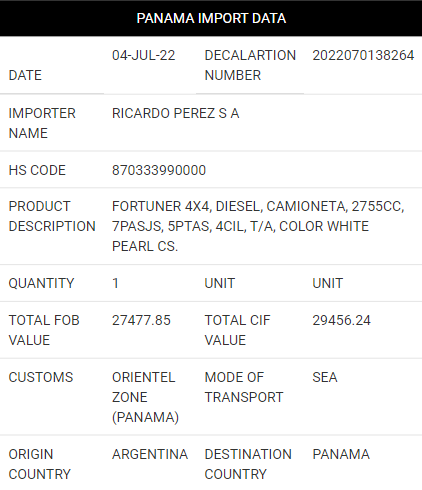 PANAMA IMPORT DATA
DATE 04-JUL-22 DECALARTION NUMBER 2022070138264
IMPORTER NAME RICARDO PEREZ S A
HS CODE 870333990000
PRODUCT DESCRIPTION FORTUNER 4X4, DIESEL, CAMIONETA, 2755CC,
7PASJS, 5PTAS, 4CIL, T/A, COLOR WHITE
PEARL CS.
QUANTITY 1 UNIT UNIT
TOTAL FOB VALUE 27477.85 TOTAL CIF VALUE 29456.24
CUSTOMS ORIENTEL ZONE (PANAMA) MODE OF TRANSPORT SEA
ORIGIN COUNTRY ARGENTINA DESTINATION COUNTRY PANAMA